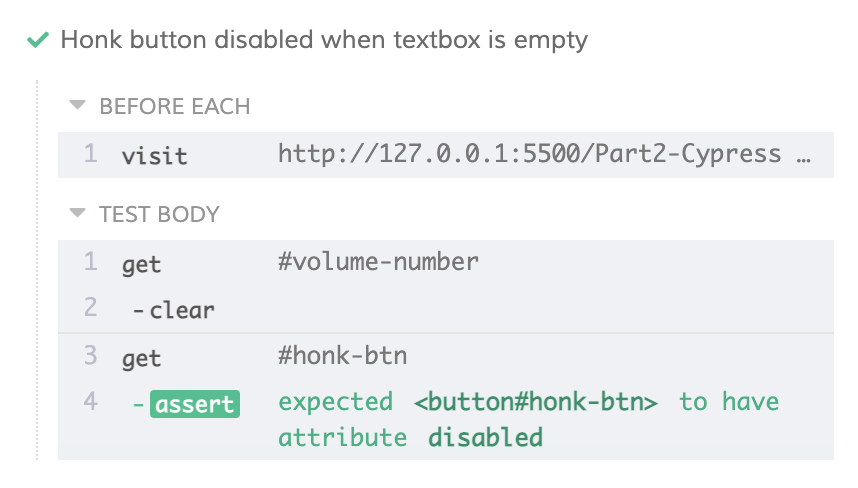 Honk button disabled when textbox is empty
BEFORE EACH
1 visit http://127.0.0.1:5500/Part2-Cypress …
TEST BODY
1 get #volume-number
2 -clear
3 get #honk-btn
4 -assert expected <button#honk-btn> to have
attribute disabled